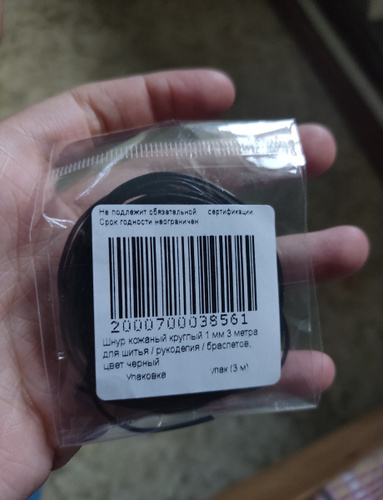 Не подлежит обязательной сертификации.
Срок годности неограничен
2000700038561
Шнур кожаный круглый 1 мм 3 метра
для шитья / рукоделия / браслетов,
цвет черный
Упаковка упак (3 м)